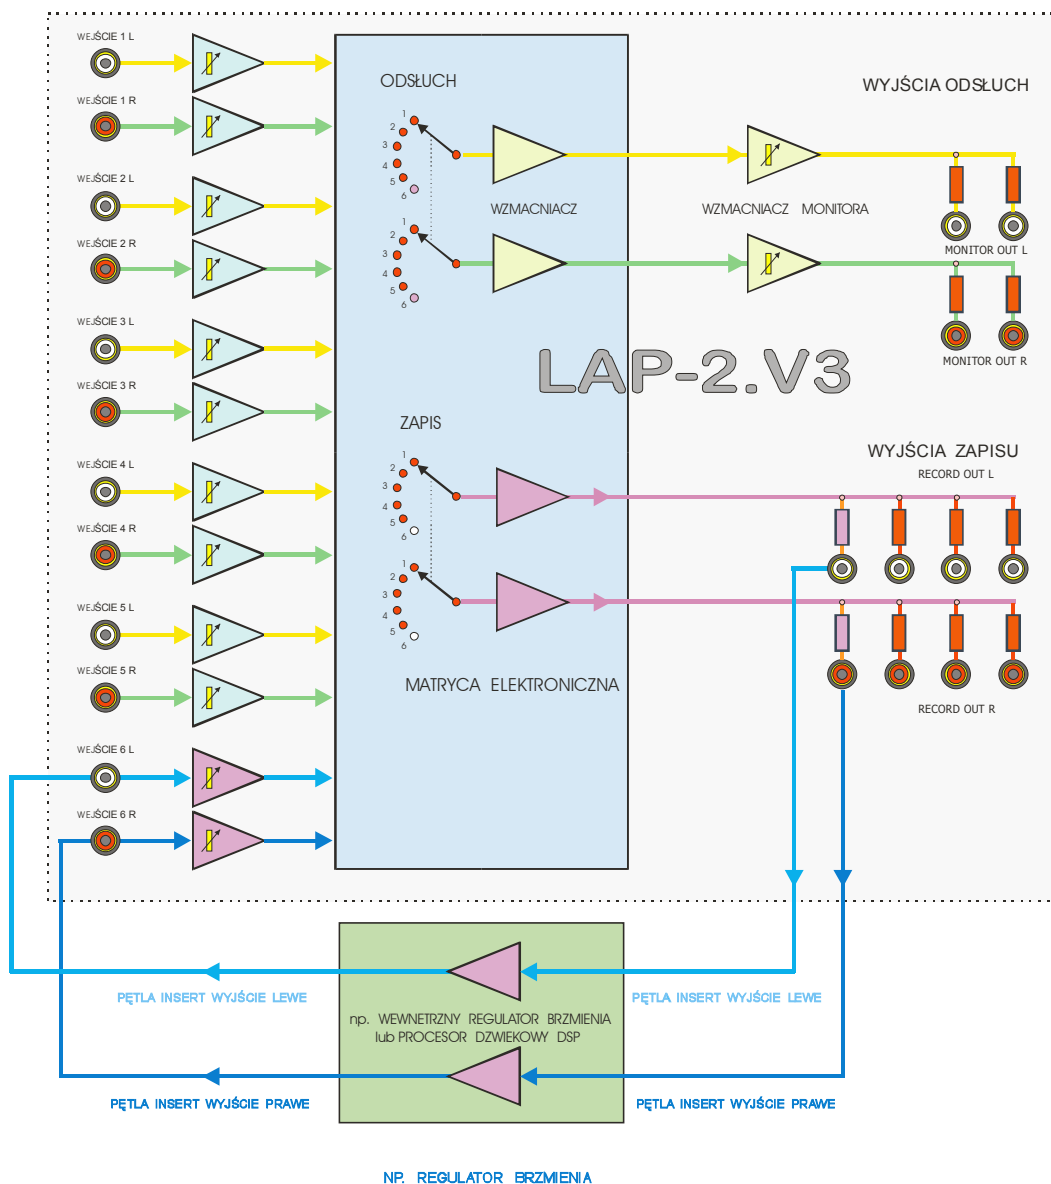 WEJŚCIE 1 L
WEJŚCIE 1 R
WEJŚCIE 2 L
WEJŚCIE 2 R
WEJŚCIE 3 L
WEJŚCIE 3 R
WEJŚCIE 4 L
WEJŚCIE 4 R
WEJŚCIE 5 L
WEJŚCIE 5 R
WEJŚCIE 6 L
WEJŚCIE 6 R
ODSŁUCH
1
2
3
4
5
6
WZMACNIACZ
1
2
3
4
5
6
WZMACNIACZ MONITORA
WYJŚCIA ODSŁUCH
MONITOR OUT L
MONITOR OUT R
LAP-2.V3
ZAPIS
1
2
3
4
5
6
1
2
3
4
5
6
MATRYCA ELEKTRONICZNA
WYJŚCIA ZAPISU
RECORD OUT L
RECORD OUT R
PĘTLA INSERT WYJŚCIE LEWE
PĘTLA INSERT WYJŚCIE LEWE
np. WEWNETRZNY REGULATOR BRZMIENIA
lub PROCESOR DZWIEKOWY DSP
PĘTLA INSERT WYJŚCIE PRAWE
PĘTLA INSERT WYJŚCIE PRAWE
NP. REGULATOR BRZMIENIA